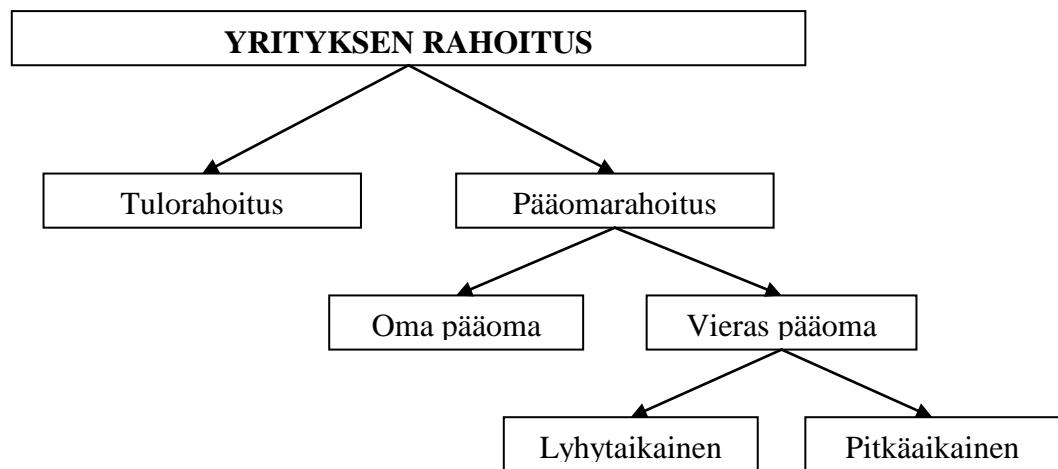 YRITYKSEN RAHOITUS
Tulorahoitus
Pääomarahoitus
Oma pääoma
Vieras pääoma
Lyhytaikainen
Pitkäaikainen